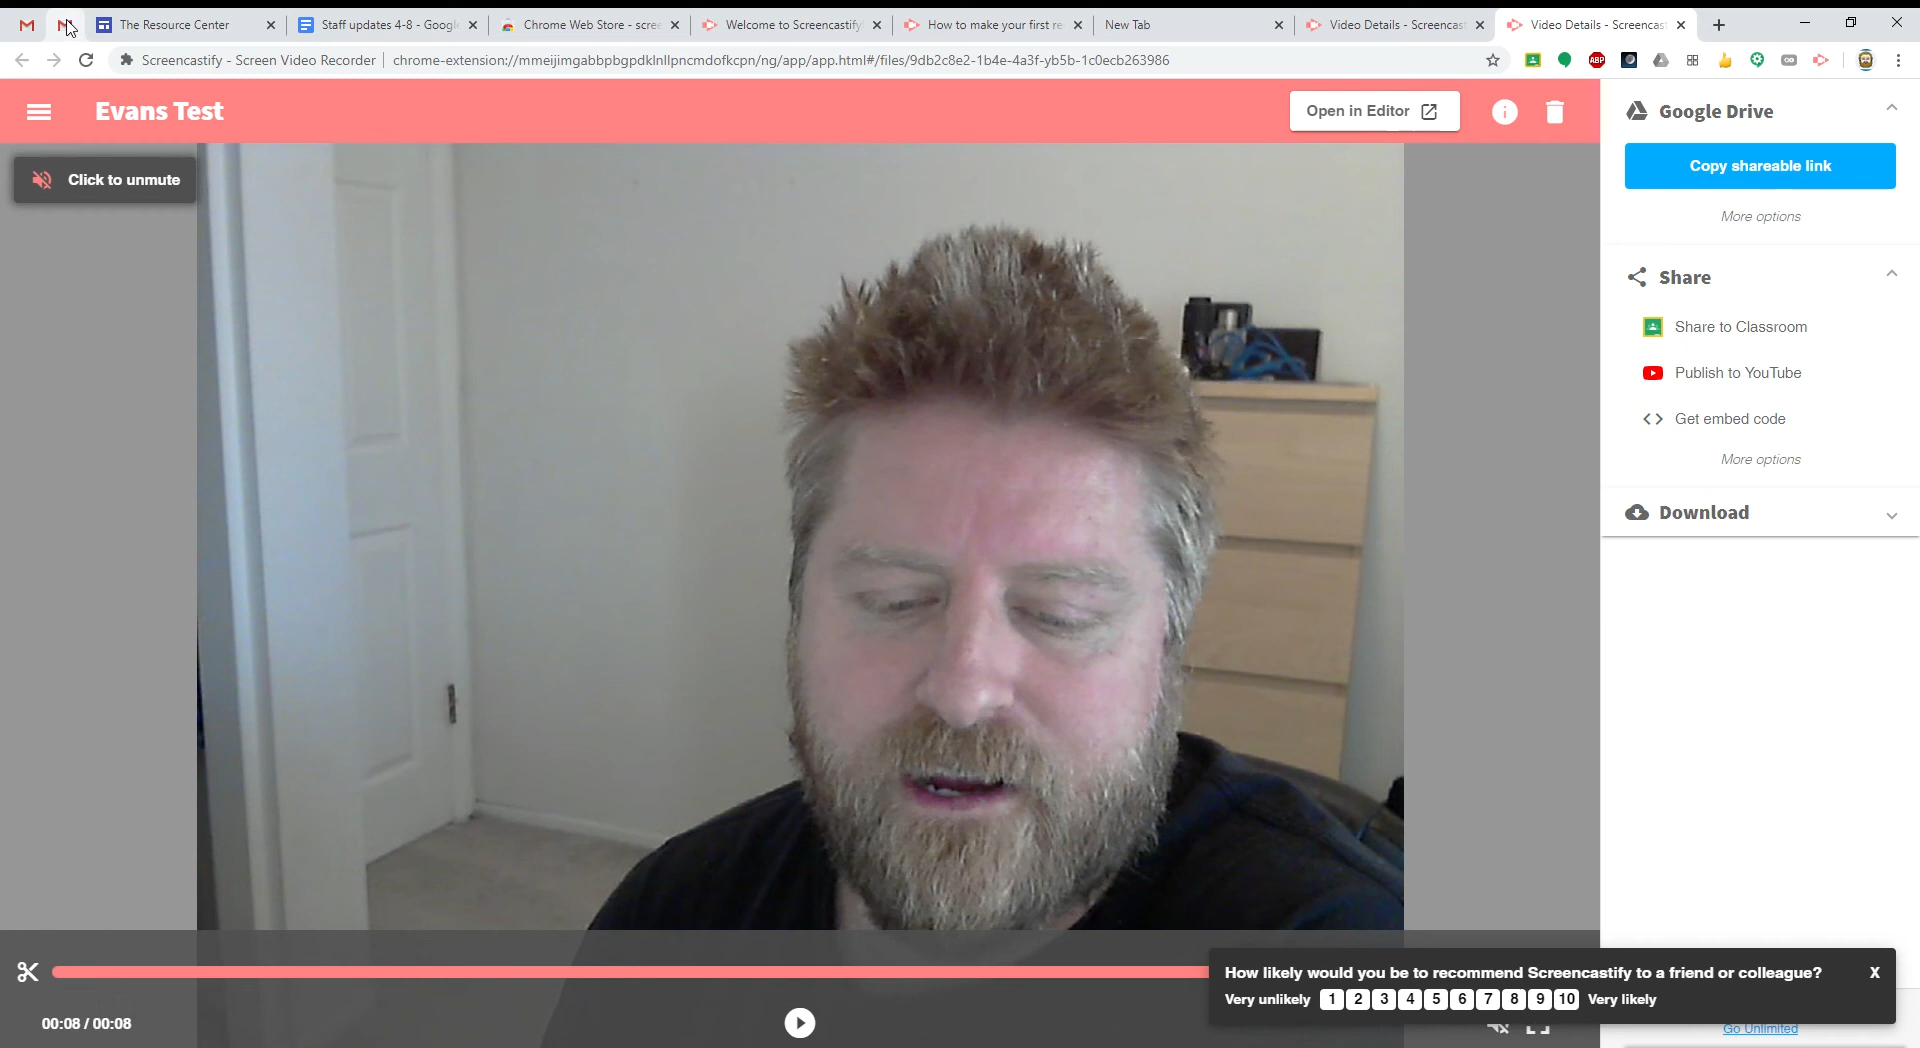 The Resource Center
Staff updates 4-8 - Google
Chrome Web Store - scree
Welcome to Screencastify
How to make your first re
New Tab
Video Details - Screencast
Video Details - Screencast
Screencastify - Screen Video Recorder
chrome-extension://mmeijimgabbpbgpdklnllpncmdofkcpn/ng/app/app.html#/files/9db2c8e2-1b4e-4a3f-yb5b-1c0ecb263986
ABP
Evans Test
Open in Editor
Click to unmute
Google Drive
Copy shareable link
More options
Share
Share to Classroom
Publish to YouTube
Get embed code
More options
Download
How likely would you be to recommend Screencastify to a friend or colleague?
X
Very unlikely 1 2 3 4 5 6 7 8 9 10 Very likely
00:08 / 00:08
Go Unlimited